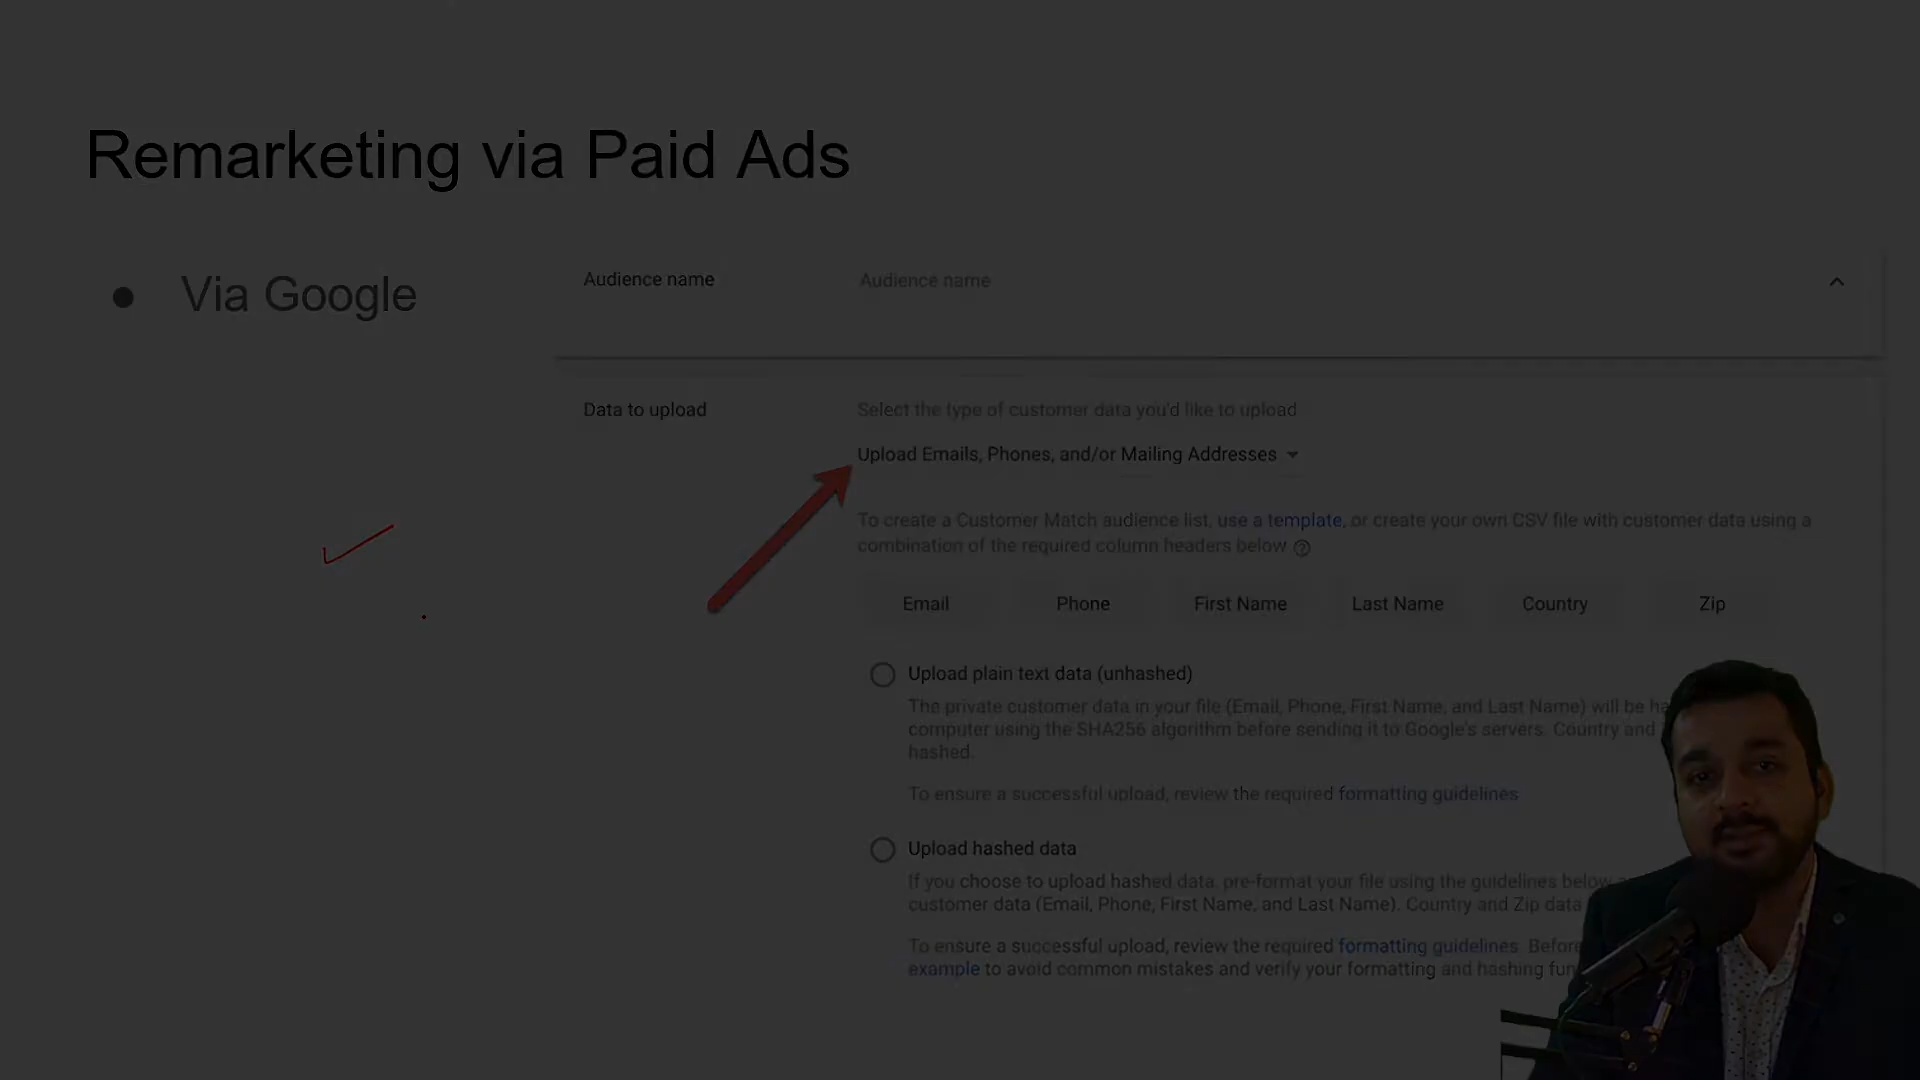 Remarketing via Paid Ads
● Via Google
Audience name
Audience name
Data to upload
Select the type of customer data you'd like to upload
Upload Emails, Phones, and/or Mailing Addresses
To create a Customer Match audience list, use a template, or create your own CSV file with customer data using a
combination of the required column headers below
Email Phone First Name Last Name Country Zip
Upload plain text data (unhashed)
The private customer data in your file (Email, Phone, First Name, and Last Name) will be
computer using the SHA256 algorithm before sending it to Google's servers. Country and
hashed.
To ensure a successful upload, review the required formatting guidelines
Upload hashed data
If you choose to upload hashed data, pre-format your file using the guidelines below
customer data (Email, Phone, First Name, and Last Name). Country and Zip data
To ensure a successful upload, review the required formatting guidelines. Before
example to avoid common mistakes and verify your formatting and hashing